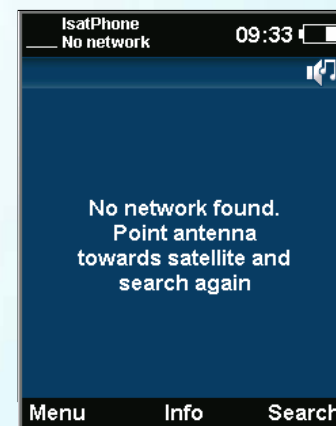 IsatPhone
No network
09:33
No network found.
Point antenna
towards satellite and
search again
Menu Info Search